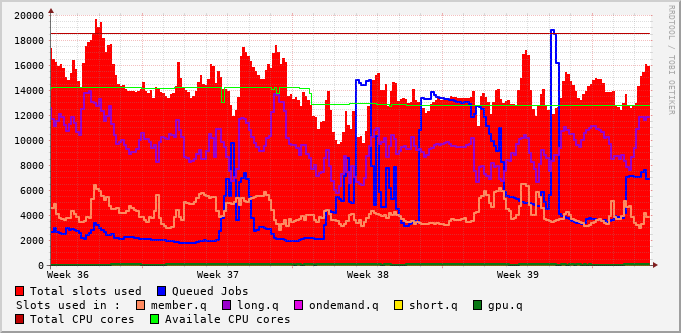 20000
18000
16000
14000
12000
10000
8000
6000
4000
2000
0
Week 36 Week 37 Week 38 Week 39
RRDTOOL / TOBI OETIKER
Total slots used Queued Jobs
Slots used in : member.q long.q ondemand.q short.q gpu.q
Total CPU cores Availale CPU cores